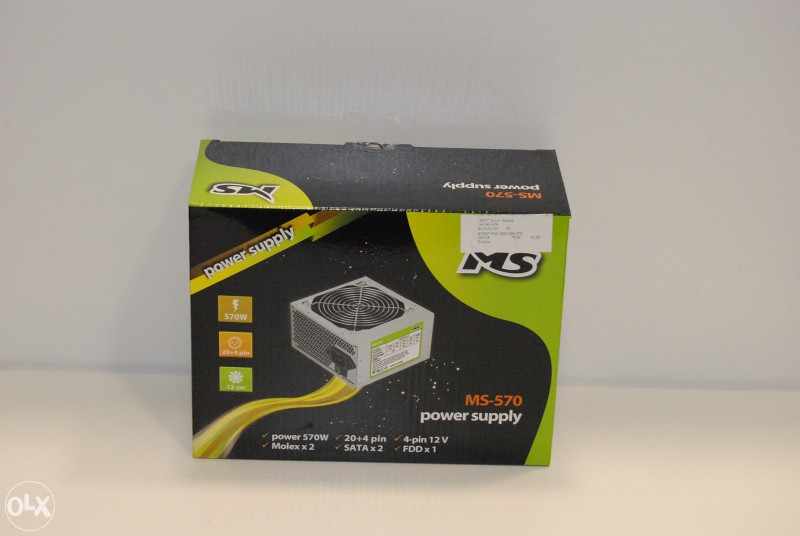 MS-570
power supply
MS
power supply
MS
570W
20+4 pin
12 cm
MS
MS-570
power supply
✓ power 570W ✓ 20+4 pin ✓ 4-pin 12 V
✓ Molex x 2 ✓ SATA x 2 ✓ FDD x 1
OLX